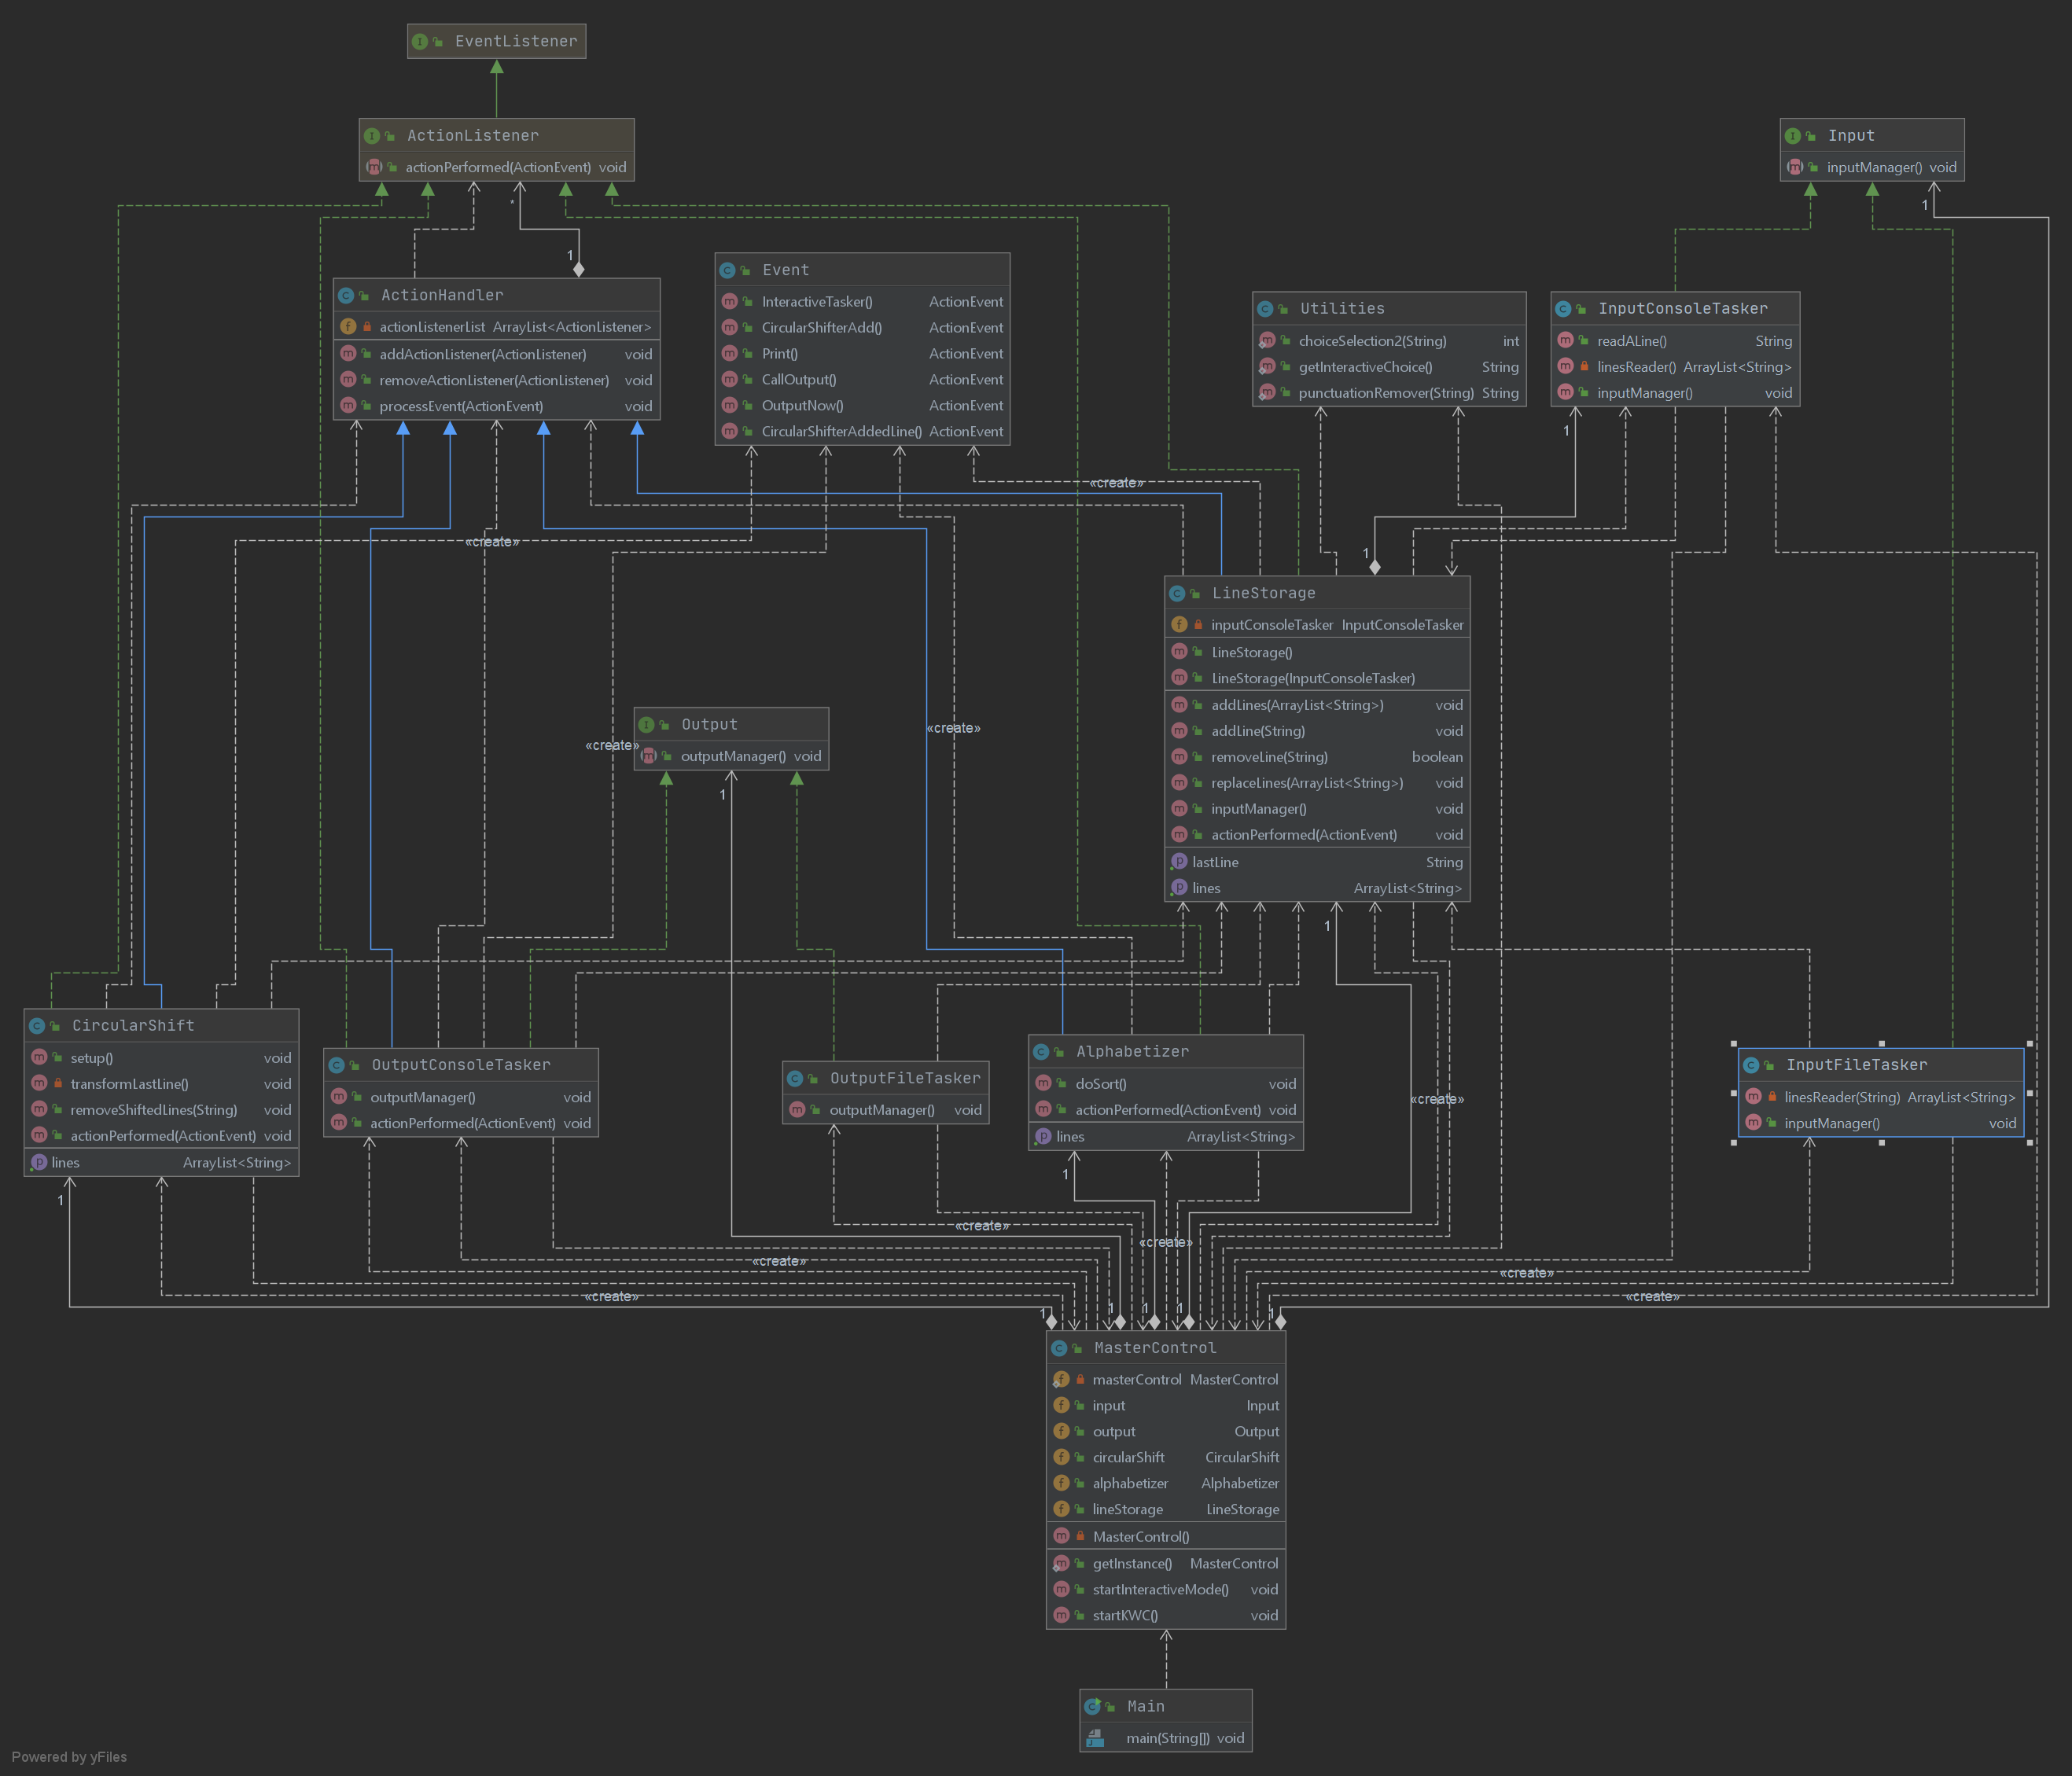 EventListener
ActionListener
actionPerformed(ActionEvent) void
Input
inputManager() void
1
*
1
ActionHandler
actionListenerList ArrayList<ActionListener>
addActionListener(ActionListener) void
removeActionListener(ActionListener) void
processEvent(ActionEvent) void
Event
InteractiveTasker() ActionEvent
CircularShifterAdd() ActionEvent
Print() ActionEvent
CallOutput() ActionEvent
OutputNow() ActionEvent
CircularShifterAddedLine() ActionEvent
Utilities
choiceSelection2(String) int
getInteractiveChoice() String
punctuationRemover(String) String
InputConsoleTasker
readALine() String
linesReader() ArrayList<String>
inputManager() void
1
«create»
«create»
1
LineStorage
inputConsoleTasker InputConsoleTasker
LineStorage()
LineStorage(InputConsoleTasker)
addLines(ArrayList<String>) void
addLine(String) void
removeLine(String) boolean
replaceLines(ArrayList<String>) void
inputManager() void
actionPerformed(ActionEvent) void
lastLine String
lines ArrayList<String>
Output
outputManager() void
«create»
«create»
1
1
CircularShift
setup() void
transformLastLine() void
removeShiftedLines(String) void
actionPerformed(ActionEvent) void
lines ArrayList<String>
OutputConsoleTasker
outputManager() void
actionPerformed(ActionEvent) void
OutputFileTasker
outputManager() void
Alphabetizer
doSort() void
actionPerformed(ActionEvent) void
lines ArrayList<String>
«create»
InputFileTasker
linesReader(String) ArrayList<String>
inputManager() void
1
1
«create»
«create»
«create»
«create»
«create»
«create»
1
1
1
1
1
MasterControl
masterControl MasterControl
input Input
output Output
circularShift CircularShift
alphabetizer Alphabetizer
lineStorage LineStorage
MasterControl()
getInstance() MasterControl
startInteractiveMode() void
startKWC() void
Main
main(String[]) void
Powered by yFiles